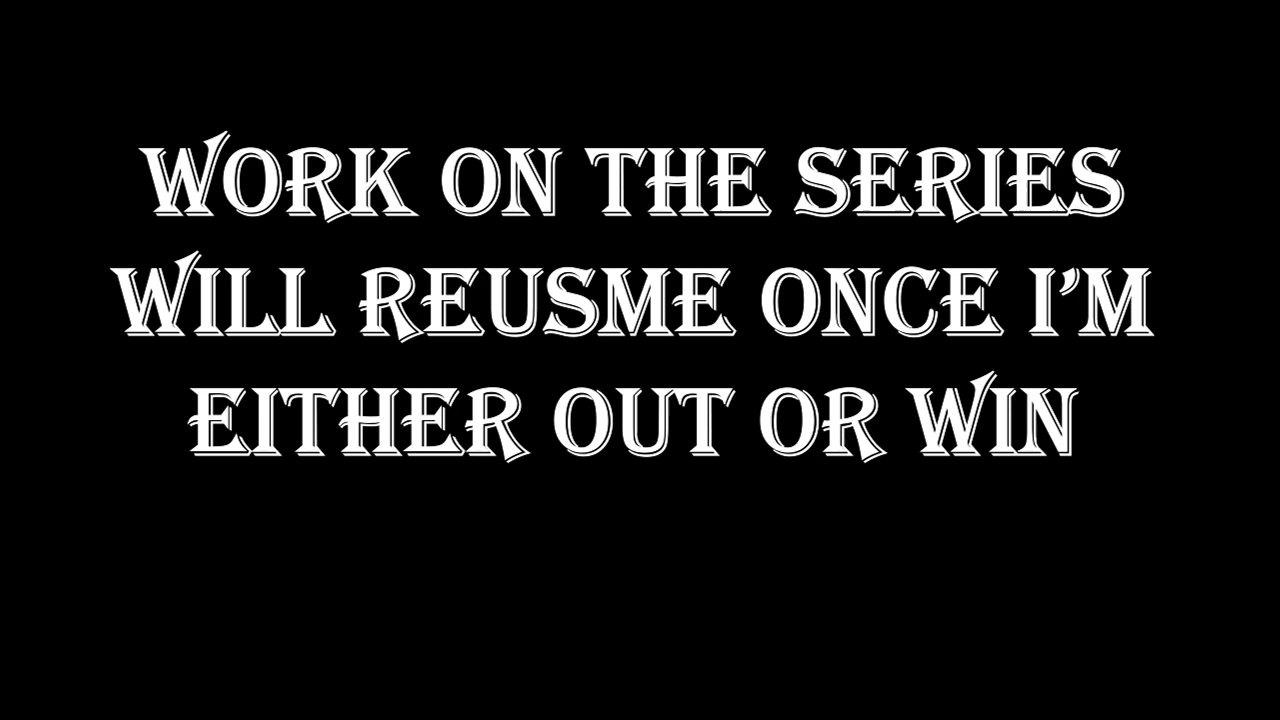 WORK ON THE SERIES
WILL REUSME ONCE I'M
EITHER OUT OR WIN